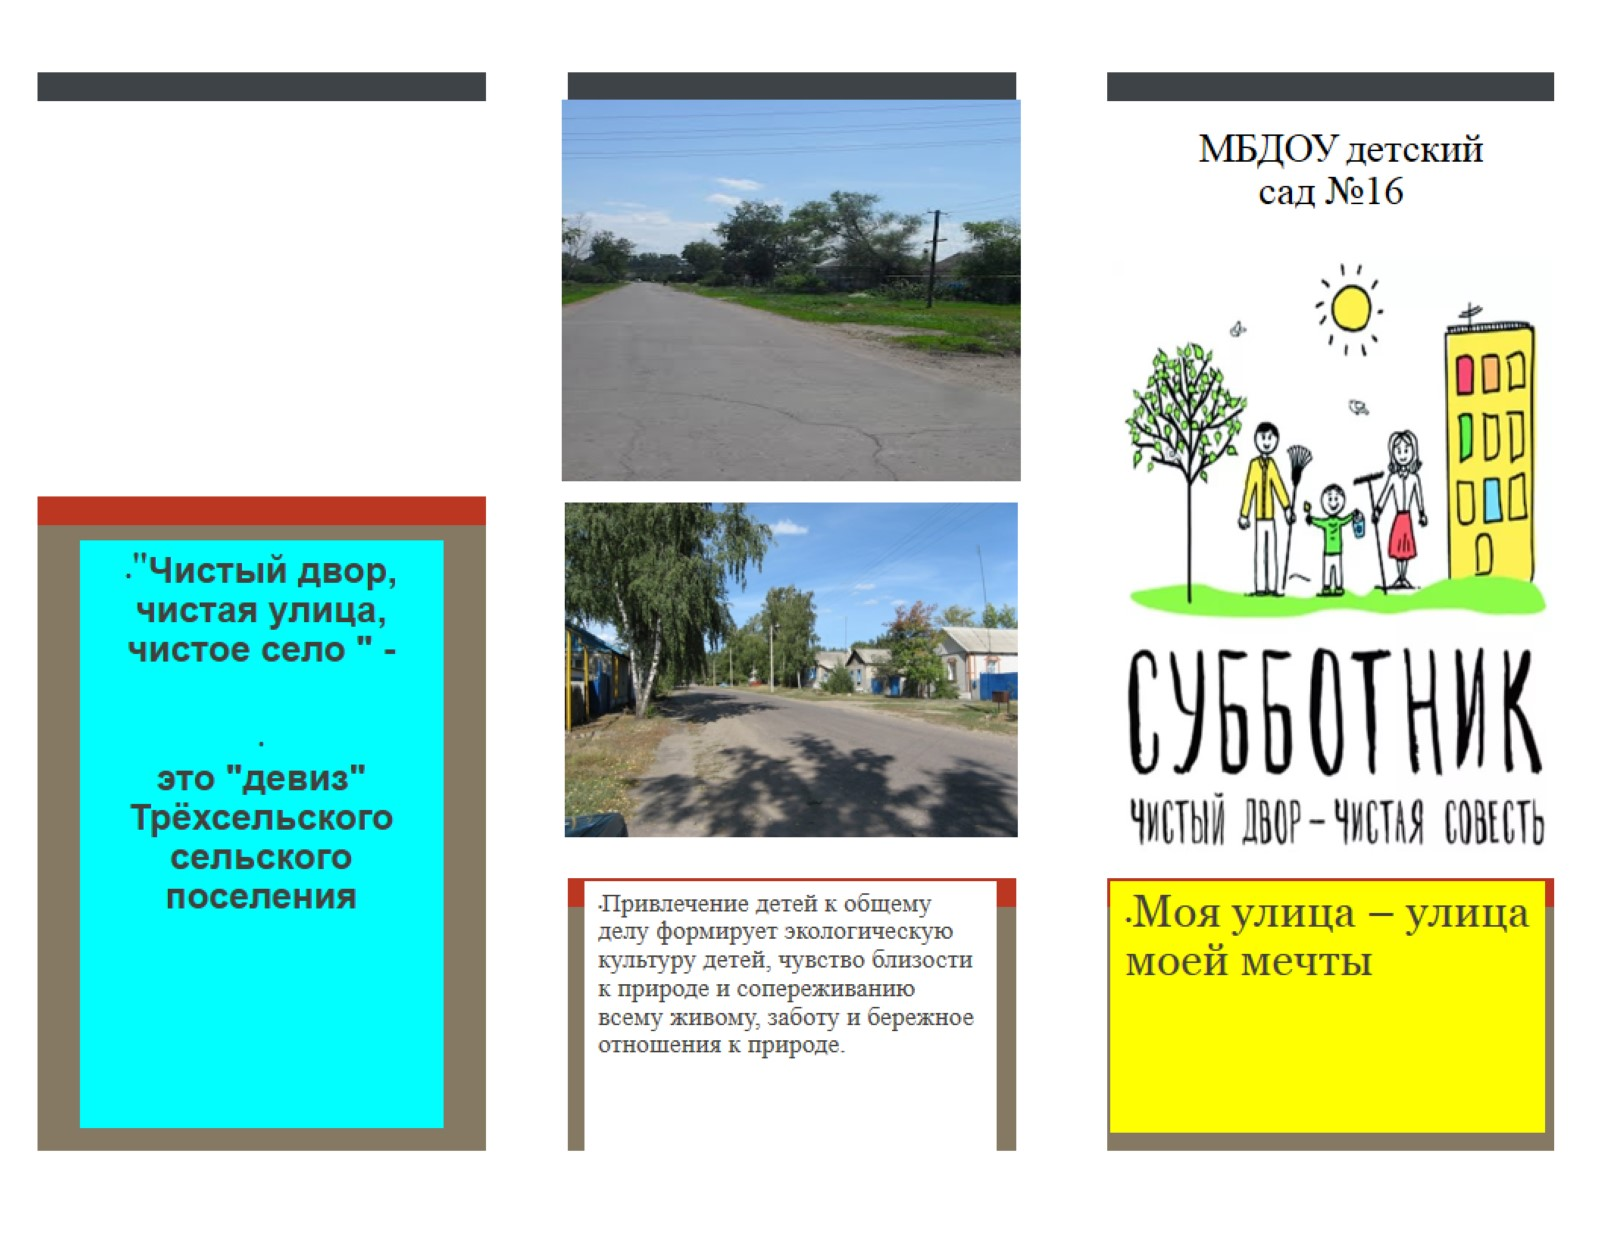 ."Чистый двор,
чистая улица,
чистое село " -
.
это "девиз"
Трёхсельского
сельского
поселения
.Привлечение детей к общему
делу формирует экологическую
культуру детей, чувство близости
к природе и сопереживанию
всему живому, заботу и бережное
отношения к природе.
МБДОУ детский
сад №16
СУББОТНИК
ЧИСТЫЙ ДВОР – ЧИСТАЯ СОВЕСТЬ
.Моя улица – улица
моей мечты